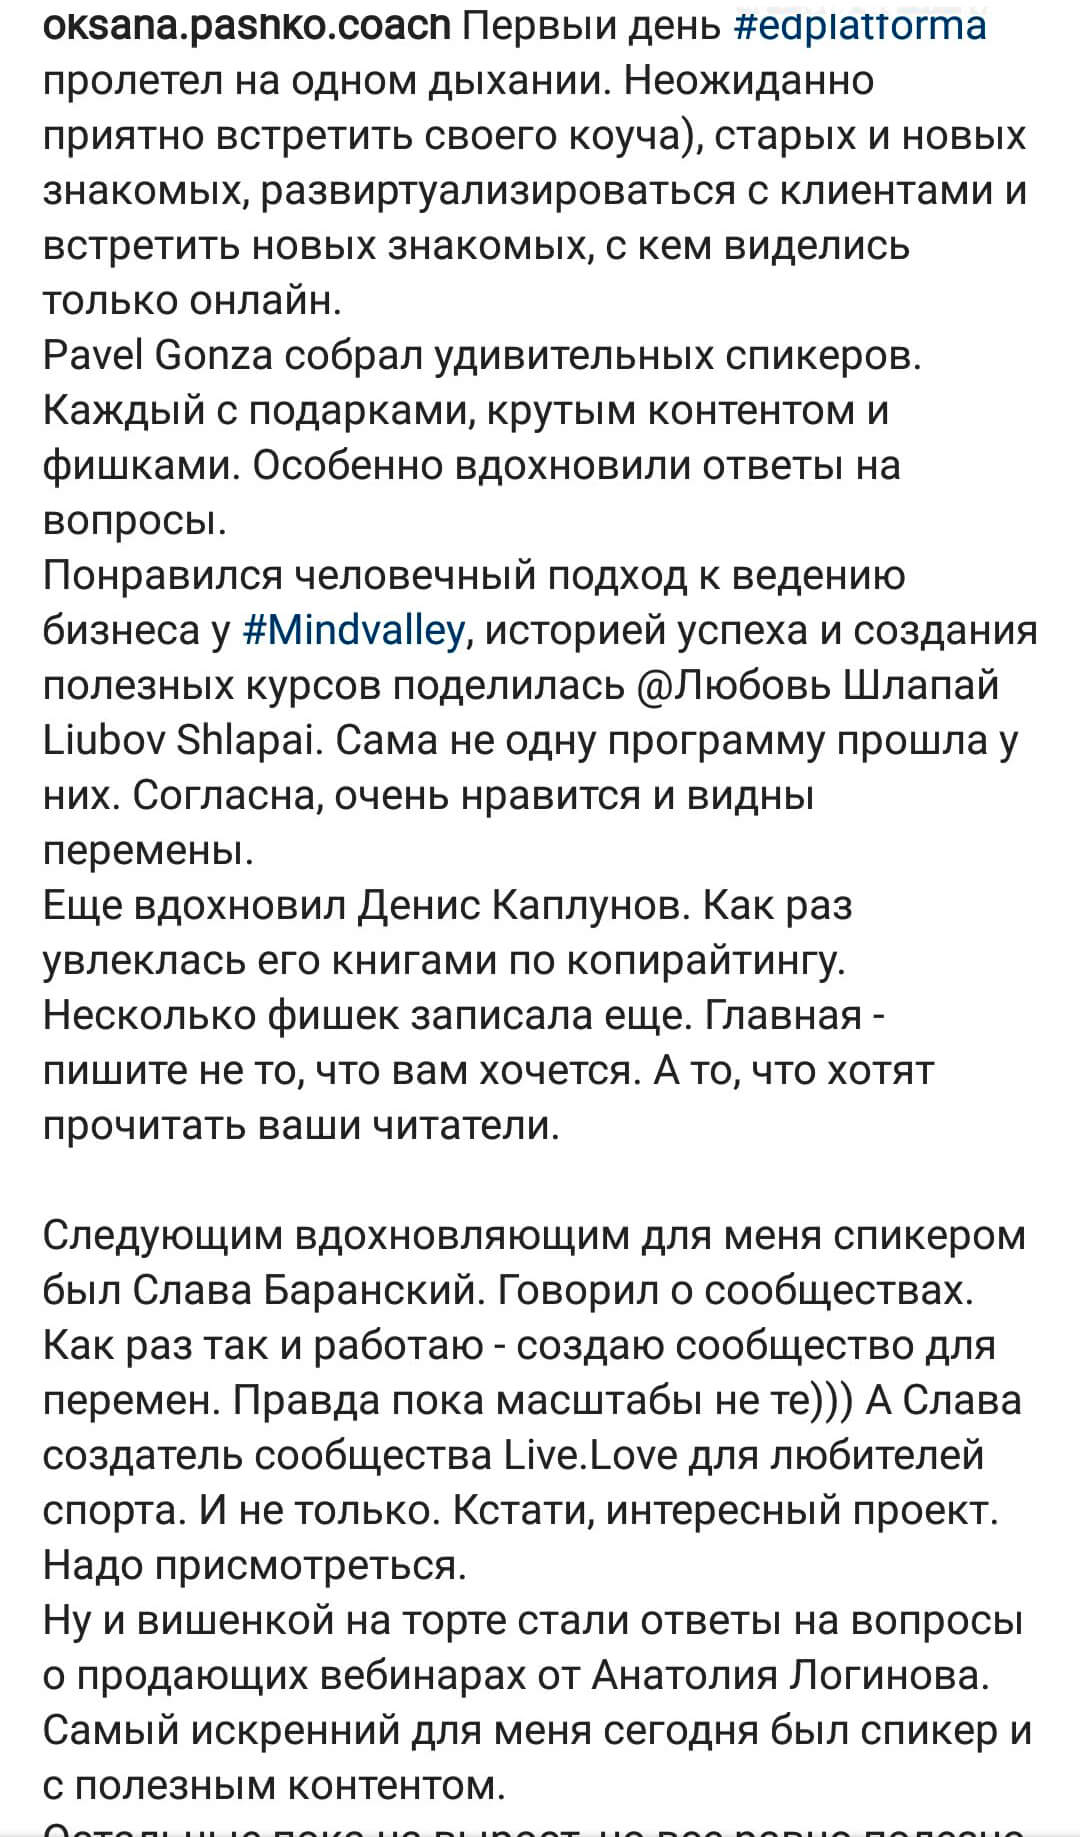 oksana.pashko.coach Первый день #edplatforma
пролетел на одном дыхании. Неожиданно
приятно встретить своего коуча), старых и новых
знакомых, развиртуализироваться с клиентами и
встретить новых знакомых, с кем виделись
только онлайн.
Pavel Gonza собрал удивительных спикеров.
Каждый с подарками, крутым контентом и
фишками. Особенно вдохновили ответы на
вопросы.
Понравился человечный подход к ведению
бизнеса у #Mindvalley, историей успеха и создания
полезных курсов поделилась @Любовь Шлапай
Liubov Shlapai. Сама не одну программу прошла у
них. Согласна, очень нравится и видны
перемены.
Еще вдохновил Денис Каплунов. Как раз
увлеклась его книгами по копирайтингу.
Несколько фишек записала еще. Главная -
пишите не то, что вам хочется. А то, что хотят
прочитать ваши читатели.
Следующим вдохновляющим для меня спикером
был Слава Баранский. Говорил о сообществах.
Как раз так и работаю - создаю сообщество для
перемен. Правда пока масштабы не те))) А Слава
создатель сообщества Live.Love для любителей
спорта. И не только. Кстати, интересный проект.
Надо присмотреться.
Ну и вишенкой на торте стали ответы на вопросы
о продающих вебинарах от Анатолия Логинова.
Самый искренний для меня сегодня был спикер и
с полезным контентом.